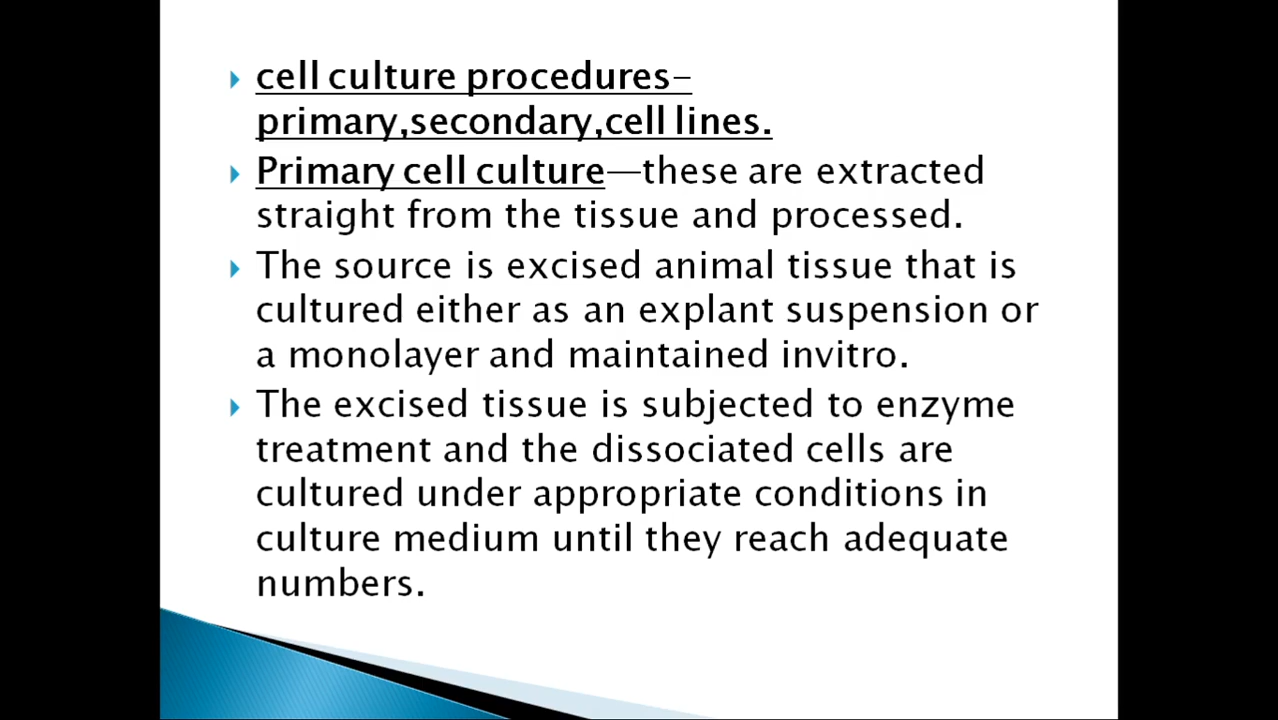 cell culture procedures–
primary,secondary,cell lines.
Primary cell culture—these are extracted
straight from the tissue and processed.
The source is excised animal tissue that is
cultured either as an explant suspension or
a monolayer and maintained invitro.
The excised tissue is subjected to enzyme
treatment and the dissociated cells are
cultured under appropriate conditions in
culture medium until they reach adequate
numbers.